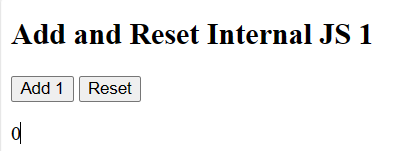 Add and Reset Internal JS 1
Add 1 Reset
0